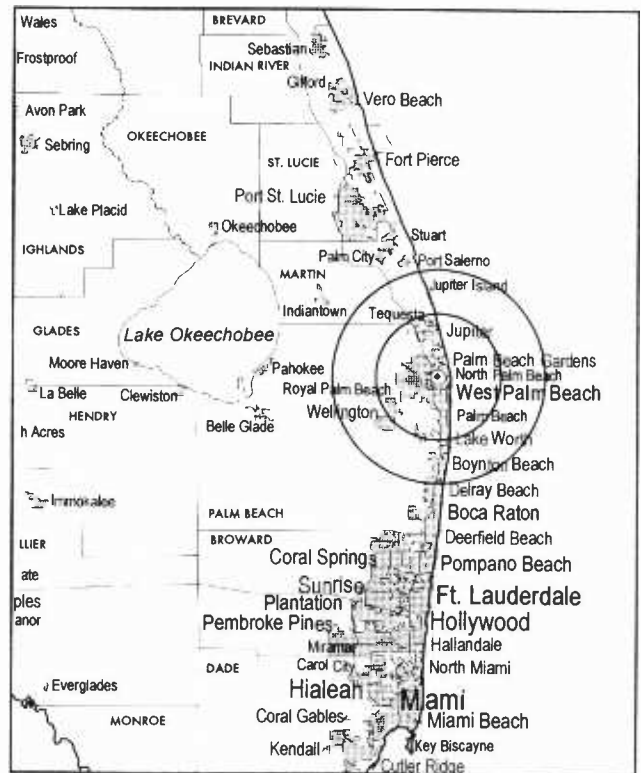 Wales
BREVARD
Sebastian
Frostproof
INDIAN RIVER
Gifford
Vero Beach
Avon Park
OKEECHOBEE
Sebring
ST. LUCIE
Fort Pierce
Port St. Lucie
Lake Placid
Okeechobee
Stuart
IGHLANDS
Palm City
Port Salerno
MARTIN
Jupiter Island
Indiantown
Tequesta
GLADES
Lake Okeechobee
Jupiter
Moore Haven
Pahokee
Palm Beach Gardens
North Palm Beach
La Belle
Clewiston
Royal Palm Beach
West Palm Beach
HENDRY
Wellington
Palm Beach
h Acres
Belle Glade
Lake Worth
Boynton Beach
Immokalee
Delray Beach
PALM BEACH
Boca Raton
LLIER
BROWARD
Deerfield Beach
Coral Springs
Pompano Beach
ate
Sunrise
Ft. Lauderdale
ples
Plantation
anor
Pembroke Pines
Hollywood
Miramar
Hallandale
DADE
Carol City
North Miami
Everglades
Hialeah
Miami
MONROE
Coral Gables
Miami Beach
Kendall
Key Biscayne
Cutler Ridge